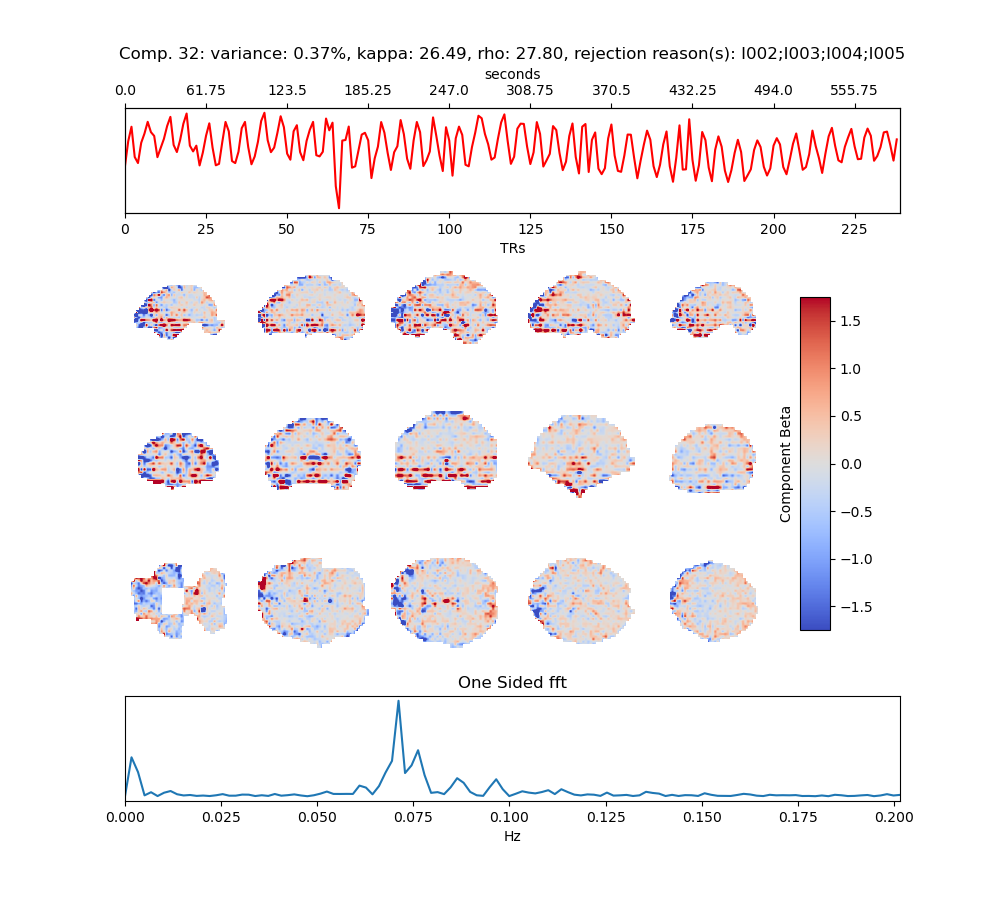 Comp. 32: variance: 0.37%, kappa: 26.49, rho: 27.80, rejection reason(s): I002;I003;I004;I005
seconds
0.0 61.75 123.5 185.25 247.0 308.75 370.5 432.25 494.0 555.75
0 25 50 75 100 125 150 175 200 225
TRs
1.5
1.0
0.5
0.0
−0.5
−1.0
−1.5
Component Beta
One Sided fft
0.000 0.025 0.050 0.075 0.100 0.125 0.150 0.175 0.200
Hz